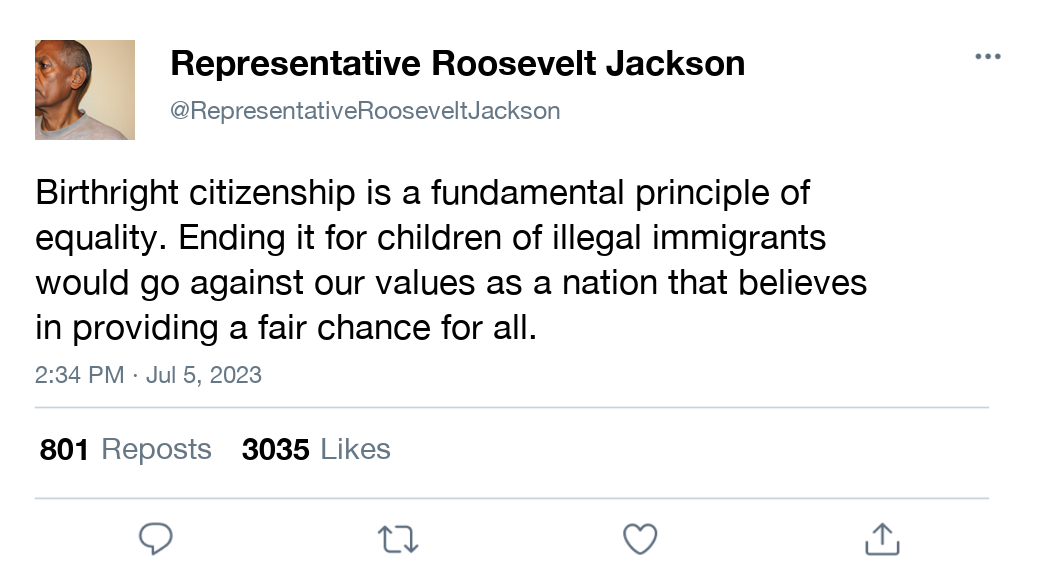 Representative Roosevelt Jackson
@RepresentativeRooseveltJackson
Birthright citizenship is a fundamental principle of
equality. Ending it for children of illegal immigrants
would go against our values as a nation that believes
in providing a fair chance for all.
2:34 PM · Jul 5, 2023
801 Reposts 3035 Likes